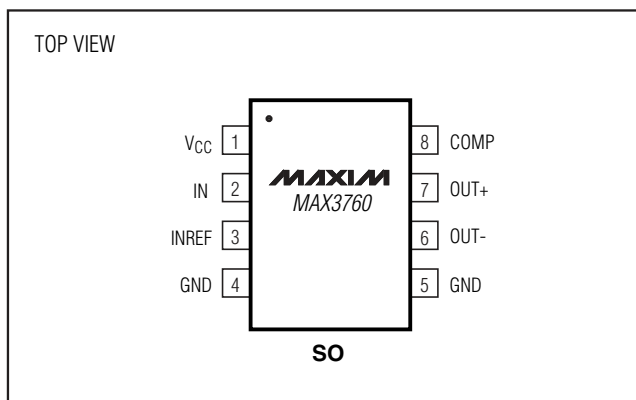 TOP VIEW
VCC 1
IN 2
INREF 3
GND 4
MAXIM
MAX3760
8 COMP
7 OUT+
6 OUT-
5 GND
SO